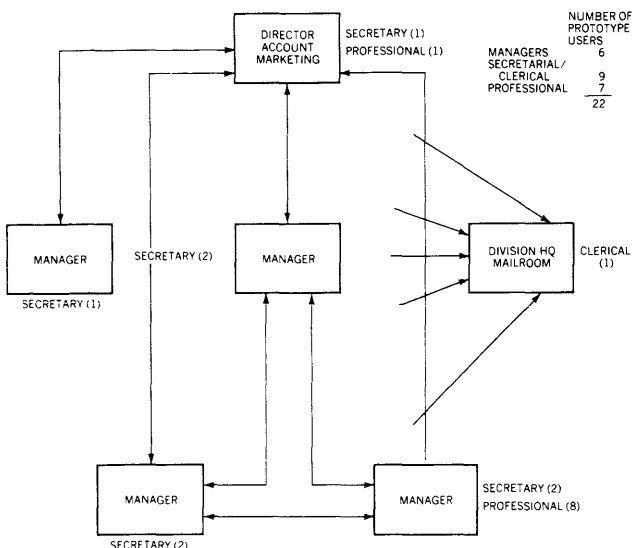 DIRECTOR
ACCOUNT
MARKETING
SECRETARY (1)
PROFESSIONAL (1)
NUMBER OF
PROTOTYPE
USERS
MANAGERS 6
SECRETARIAL/
CLERICAL 9
PROFESSIONAL 7
22
MANAGER
SECRETARY (1)
SECRETARY (2)
MANAGER
DIVISION HQ
MAILROOM
CLERICAL
(1)
MANAGER
SECRETARY (2)
MANAGER
SECRETARY (2)
PROFESSIONAL (8)